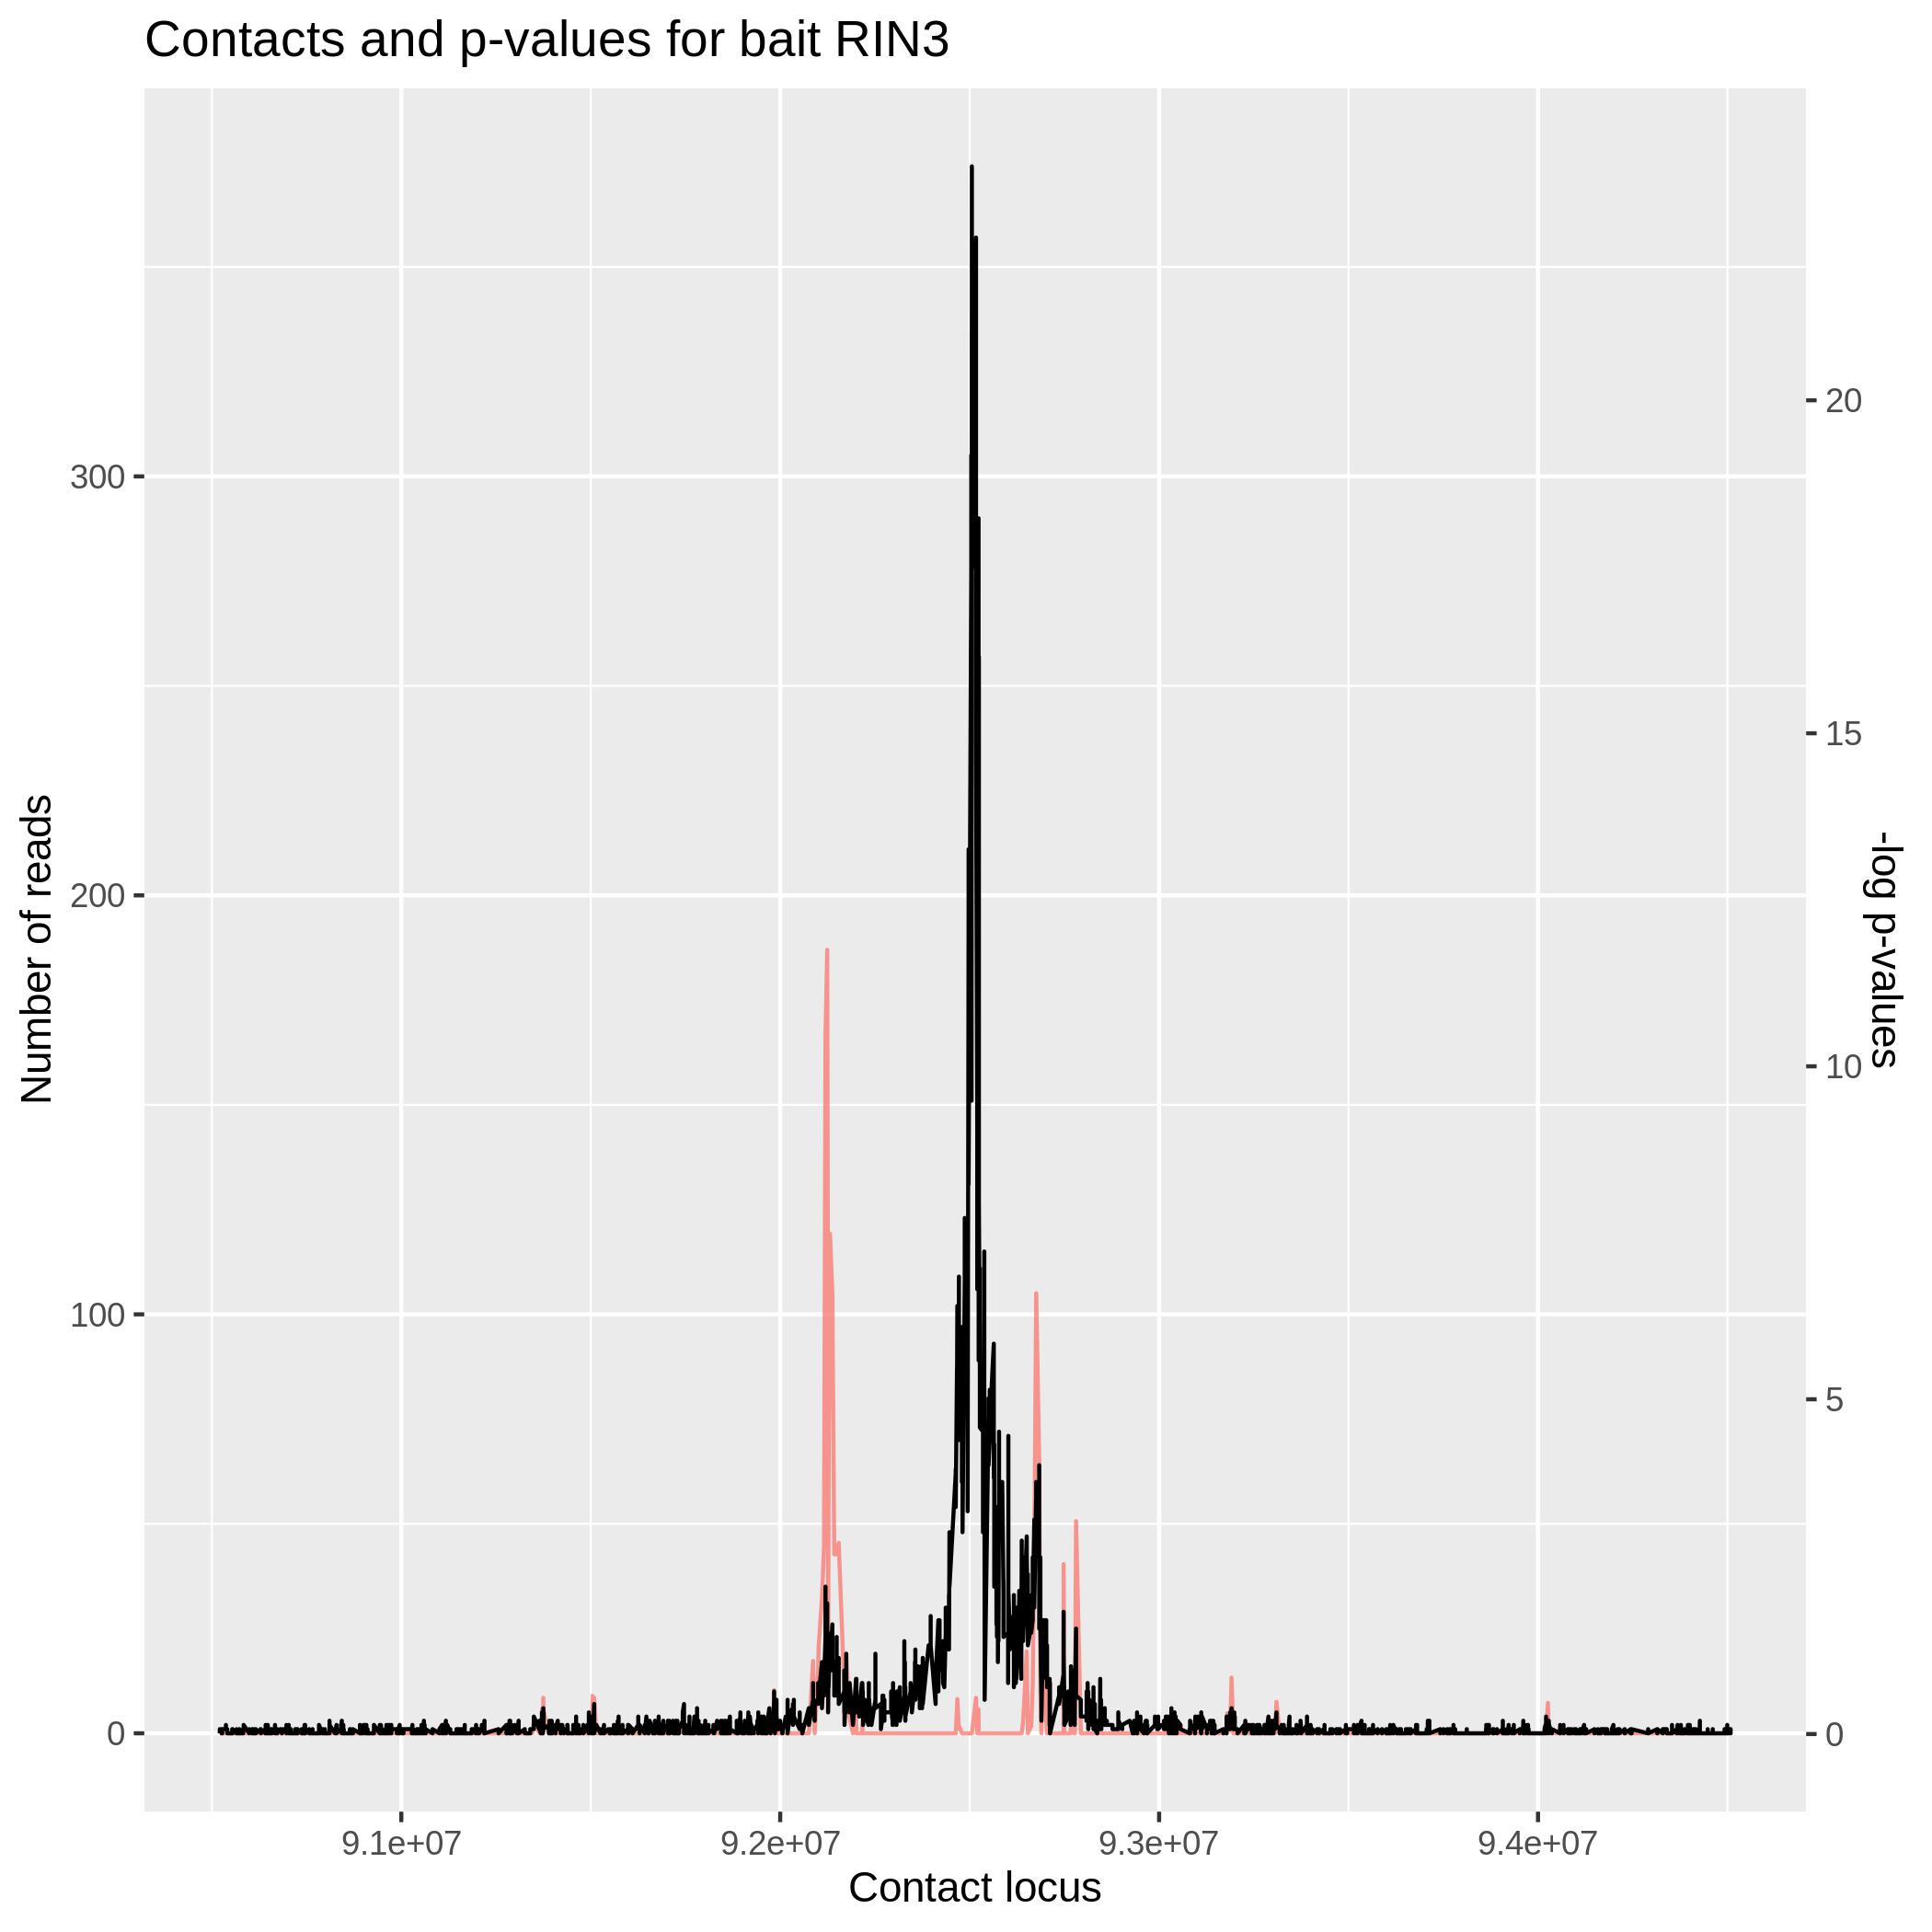 Contacts and p-values for bait RIN3
Number of reads
300
200
100
0
20
15
10
5
0
-log p-values
9.1e+07 9.2e+07 9.3e+07 9.4e+07
Contact locus